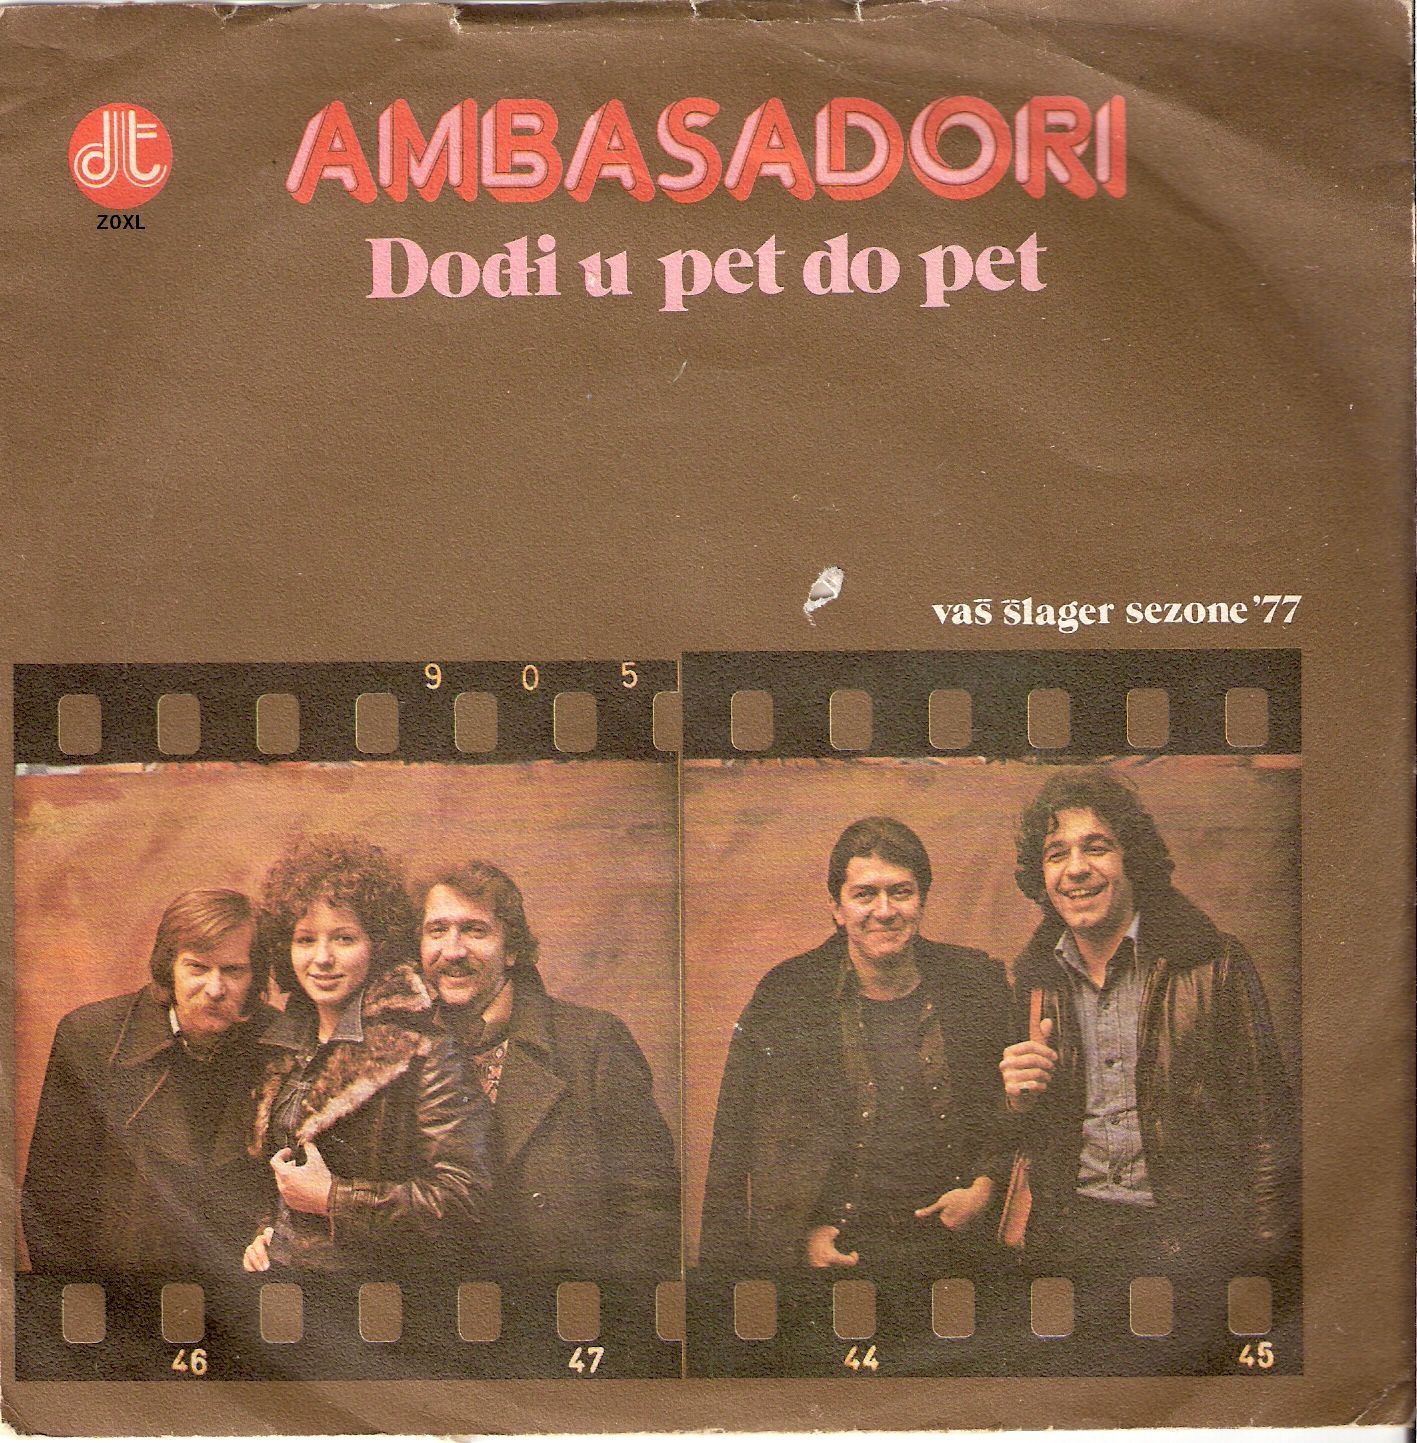 dt
ZOXL
AMBASADORI
Dođi u pet do pet
vaš šlager sezone '77
9 0 5
46 47 44 45